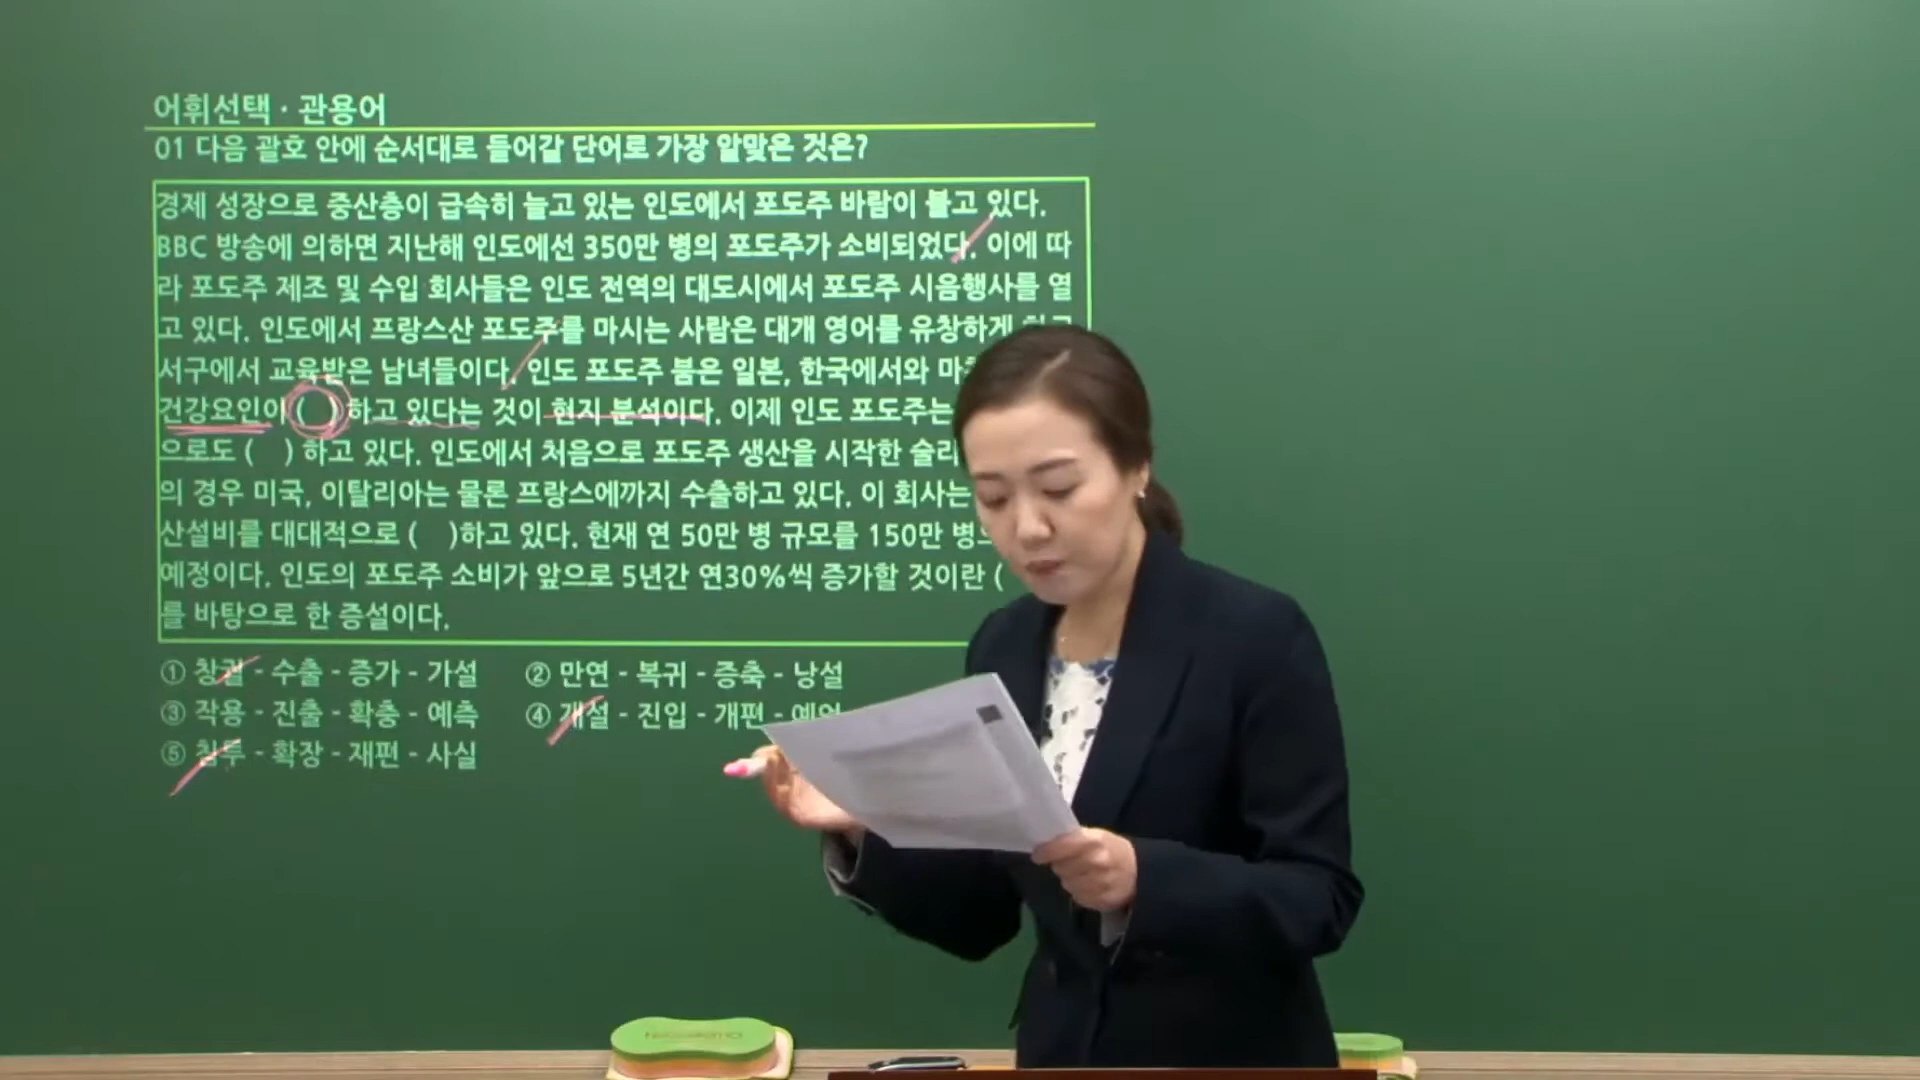 어휘선택 · 관용어
01 다음 괄호 안에 순서대로 들어갈 단어로 가장 알맞은 것은?
경제 성장으로 중산층이 급속히 늘고 있는 인도에서 포도주 바람이 불고 있다.
BBC 방송에 의하면 지난해 인도에선 350만 병의 포도주가 소비되었다. 이에 따
라 포도주 제조 및 수입 회사들은 인도 전역의 대도시에서 포도주 시음행사를 열
고 있다. 인도에서 프랑스산 포도주를 마시는 사람은 대개 영어를 유창하게
서구에서 교육받은 남녀들이다. 인도 포도주 붐은 일본, 한국에서와
건강요인이 ( ) 하고 있다는 것이 현지 분석이다. 이제 인도 포도주는
으로도 ( ) 하고 있다. 인도에서 처음으로 포도주 생산을 시작한
의 경우 미국, 이탈리아는 물론 프랑스에까지 수출하고 있다. 이 회사는
산설비를 대대적으로 ( )하고 있다. 현재 연 50만 병 규모를 150만
예정이다. 인도의 포도주 소비가 앞으로 5년간 연30%씩 증가할 것이란 (
를 바탕으로 한 증설이다.
① 창궐 - 수출 - 증가 - 가설 ② 만연 - 복귀 - 증축 - 낭설
③ 작용 - 진출 - 확충 - 예측 ④ 개설 - 진입 - 개편 -
⑤ 침투 - 확장 - 재편 - 사실